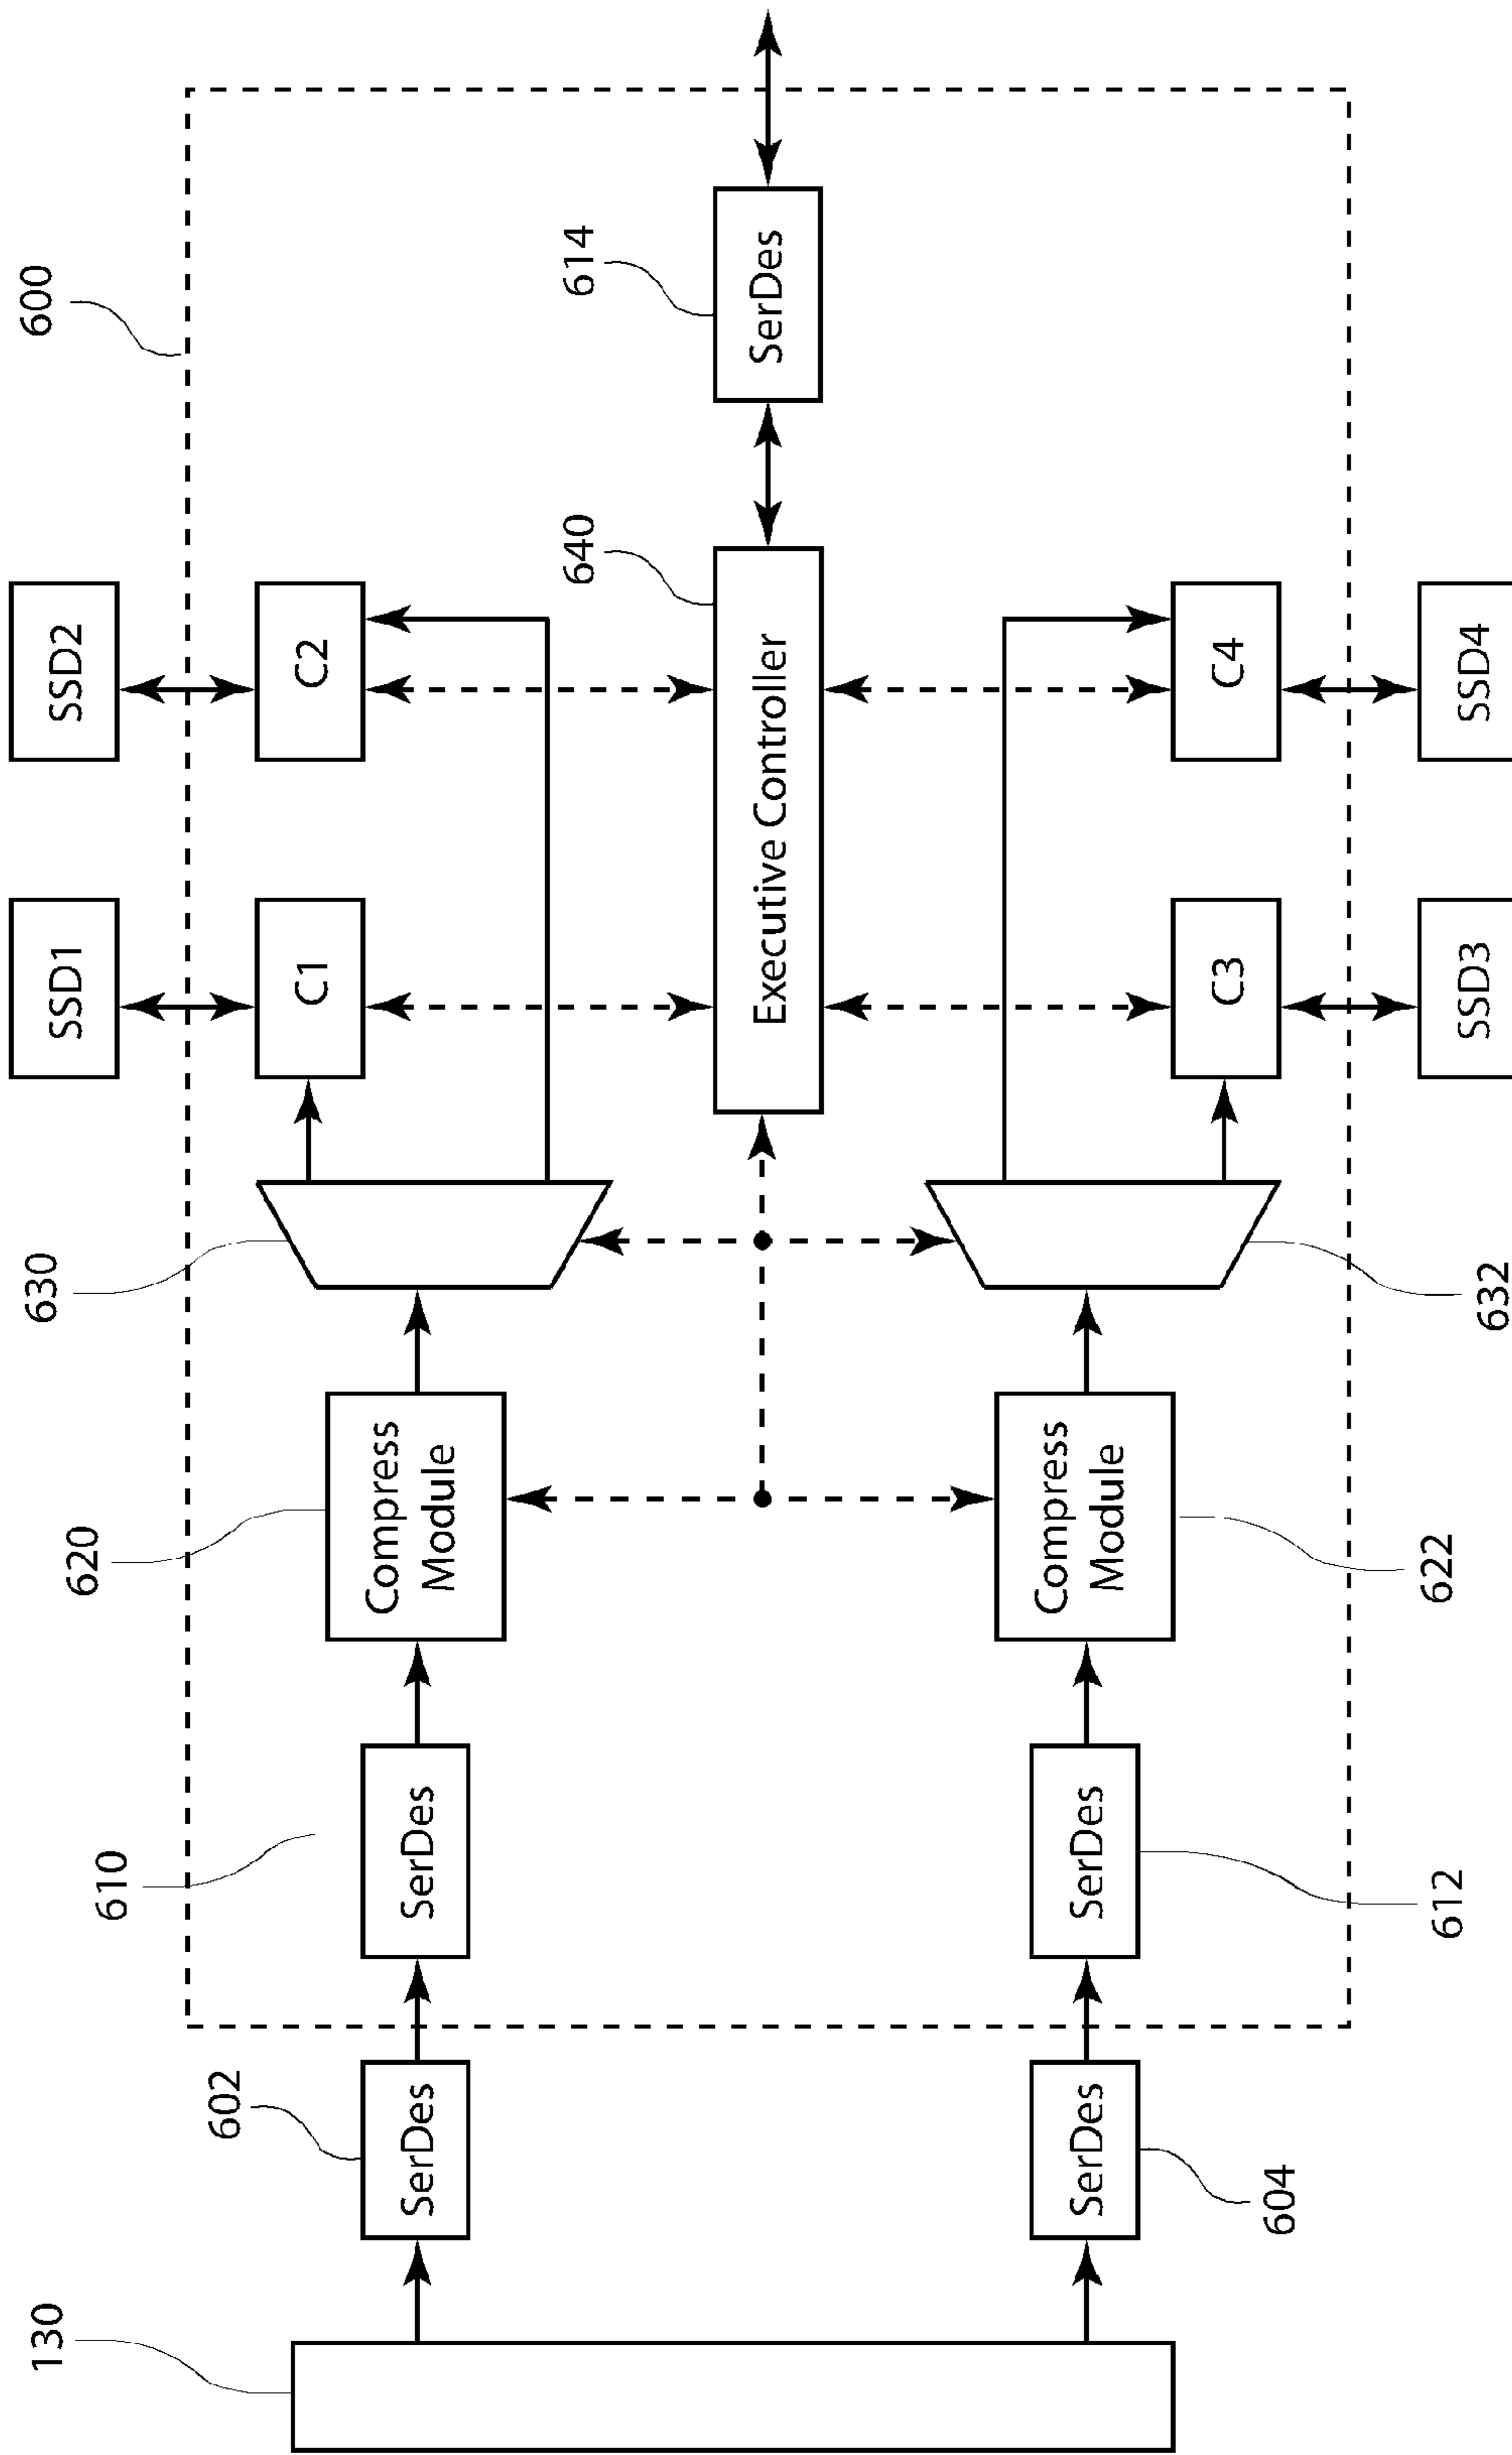 600
SSD1
SSD2
630
C1
C2
620
610
Compress
Module
602
SerDes
SerDes
640
614
130
Executive Controller
SerDes
SerDes
SerDes
Compress
Module
C3
C4
604
612
622
632
SSD3
SSD4